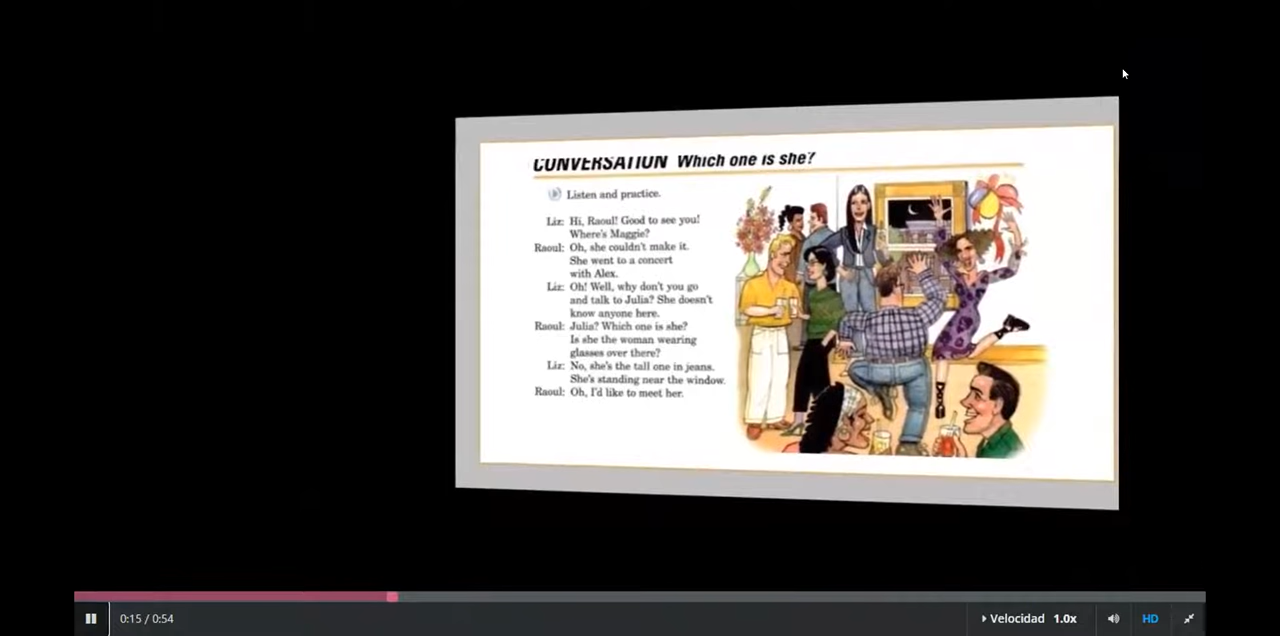 CONVERSATION Which one is she?
Listen and practice.
Liz: Hi, Raoul! Good to see you!
Where's Maggie?
Raoul: Oh, she couldn't make it.
She went to a concert
with Alex.
Liz: Oh! Well, why don't you go
and talk to Julia? She doesn't
know anyone here.
Raoul: Julia? Which one is she?
Is she the woman wearing
glasses over there?
Liz: No, she's the tall one in jeans.
She's standing near the window.
Raoul: Oh, I'd like to meet her.
0:15 / 0:54
Velocidad 1.0x
HD